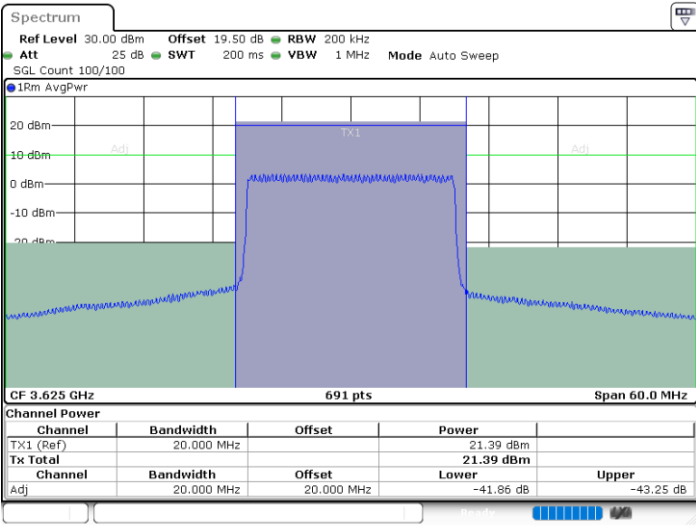 Spectrum
Ref Level 30.00 dBm Offset 19.50 dB RBW 200 kHz
Att 25 dB SWT 200 ms VBW 1 MHz Mode Auto Sweep
SGL Count 100/100
1Rm AvgPwr
20 dBm
TX1
Adj
Adj
10 dBm
0 dBm
-10 dBm
-20 dBm
CF 3.625 GHz 691 pts Span 60.0 MHz
Channel Power
Channel Bandwidth Offset Power
TX1 (Ref) 20.000 MHz 21.39 dBm
Tx Total 21.39 dBm
Channel Bandwidth Offset Lower Upper
Adj 20.000 MHz 20.000 MHz -41.86 dB -43.25 dB
Ready